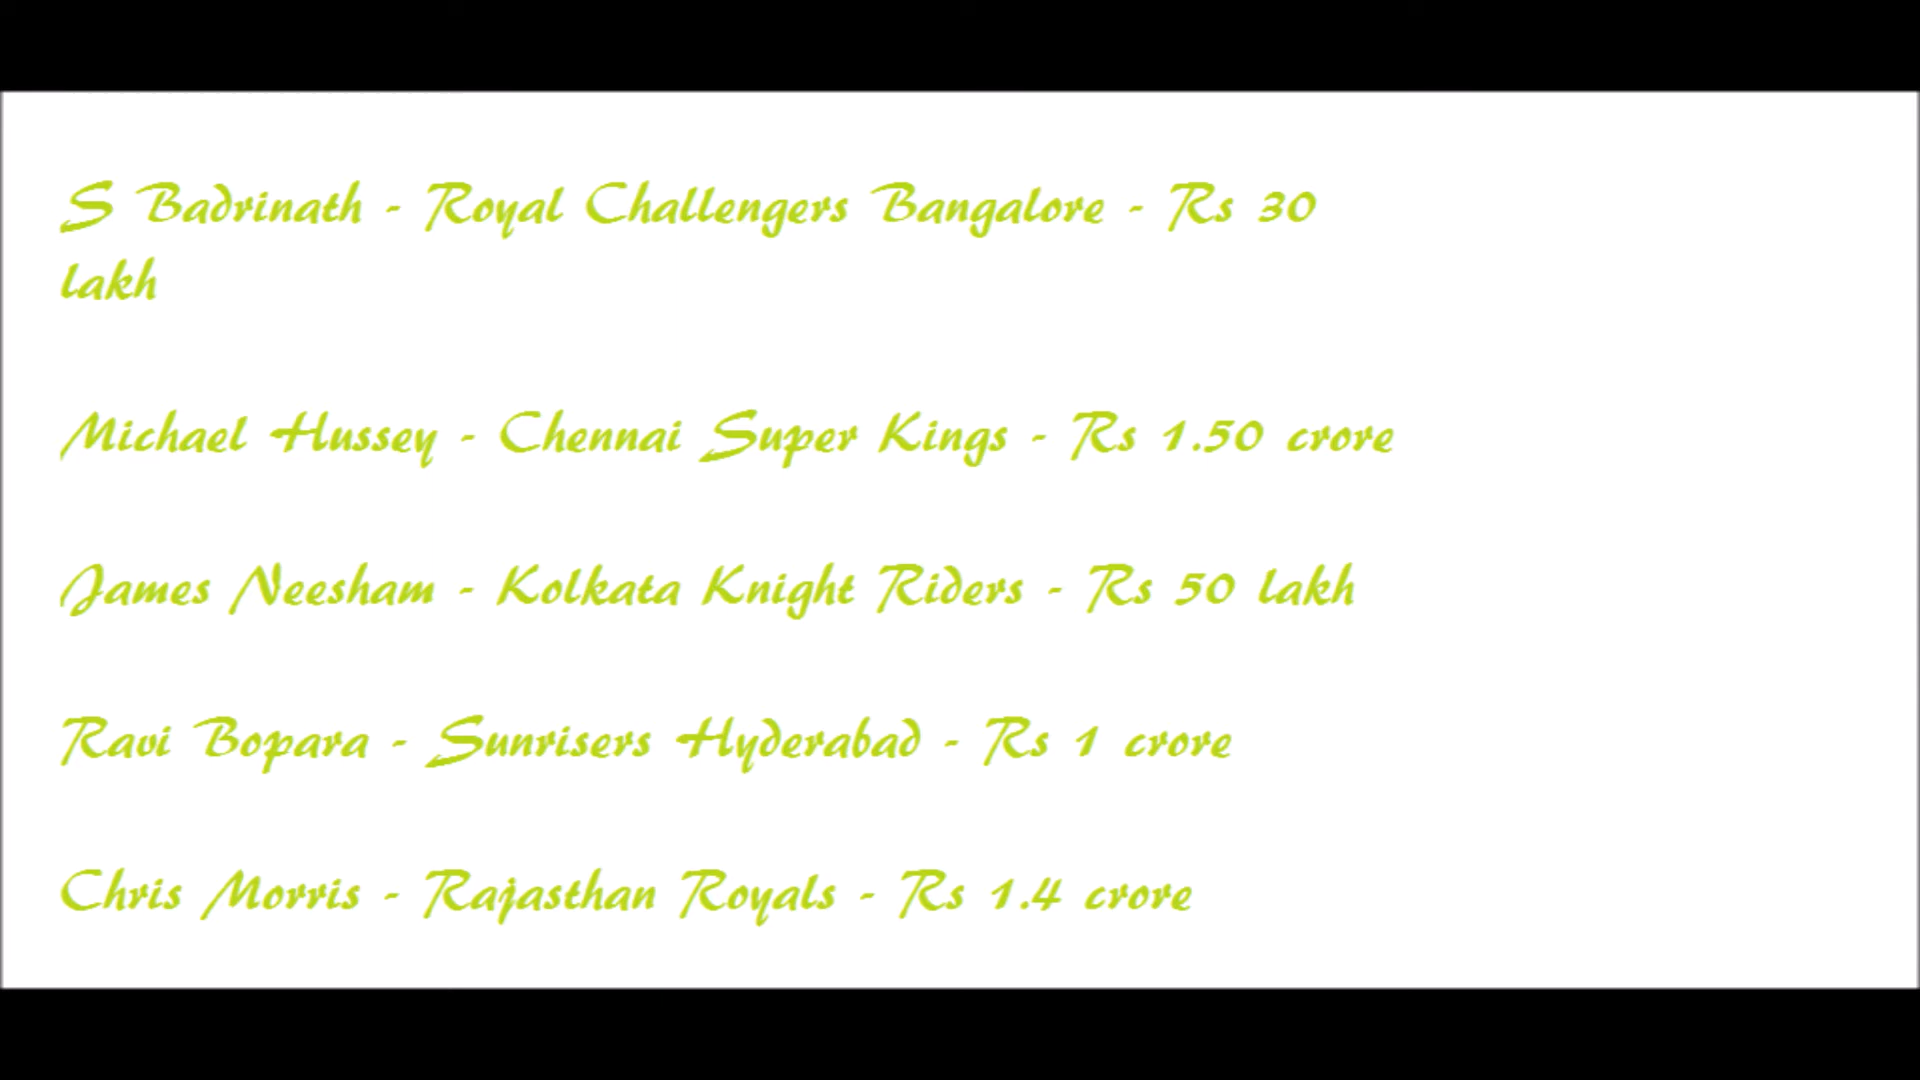 S Badrinath - Royal Challengers Bangalore - Rs 30
lakh
Michael Hussey - Chennai Super Kings - Rs 1.50 crore
James Neesham - Kolkata Knight Riders - Rs 50 lakh
Ravi Bopara - Sunrisers Hyderabad - Rs 1 crore
Chris Morris - Rajasthan Royals - Rs 1.4 crore